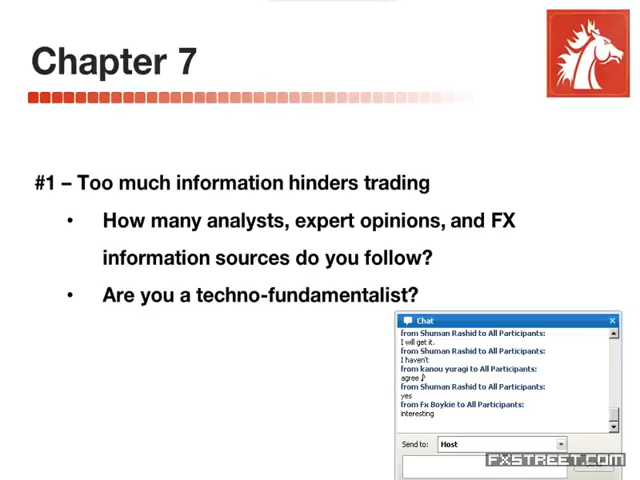 Chapter 7
#1 – Too much information hinders trading
• How many analysts, expert opinions, and FX
information sources do you follow?
• Are you a techno-fundamentalist?
Chat
from Shuman Rashid to All Participants:
I will get it.
from Shuman Rashid to All Participants:
I haven't
from kanou yuragi to All Participants:
agree ♪
from Shuman Rashid to All Participants:
yes
from Fx Boykie to All Participants:
interesting
Send to: Host
FXSTREET.COM